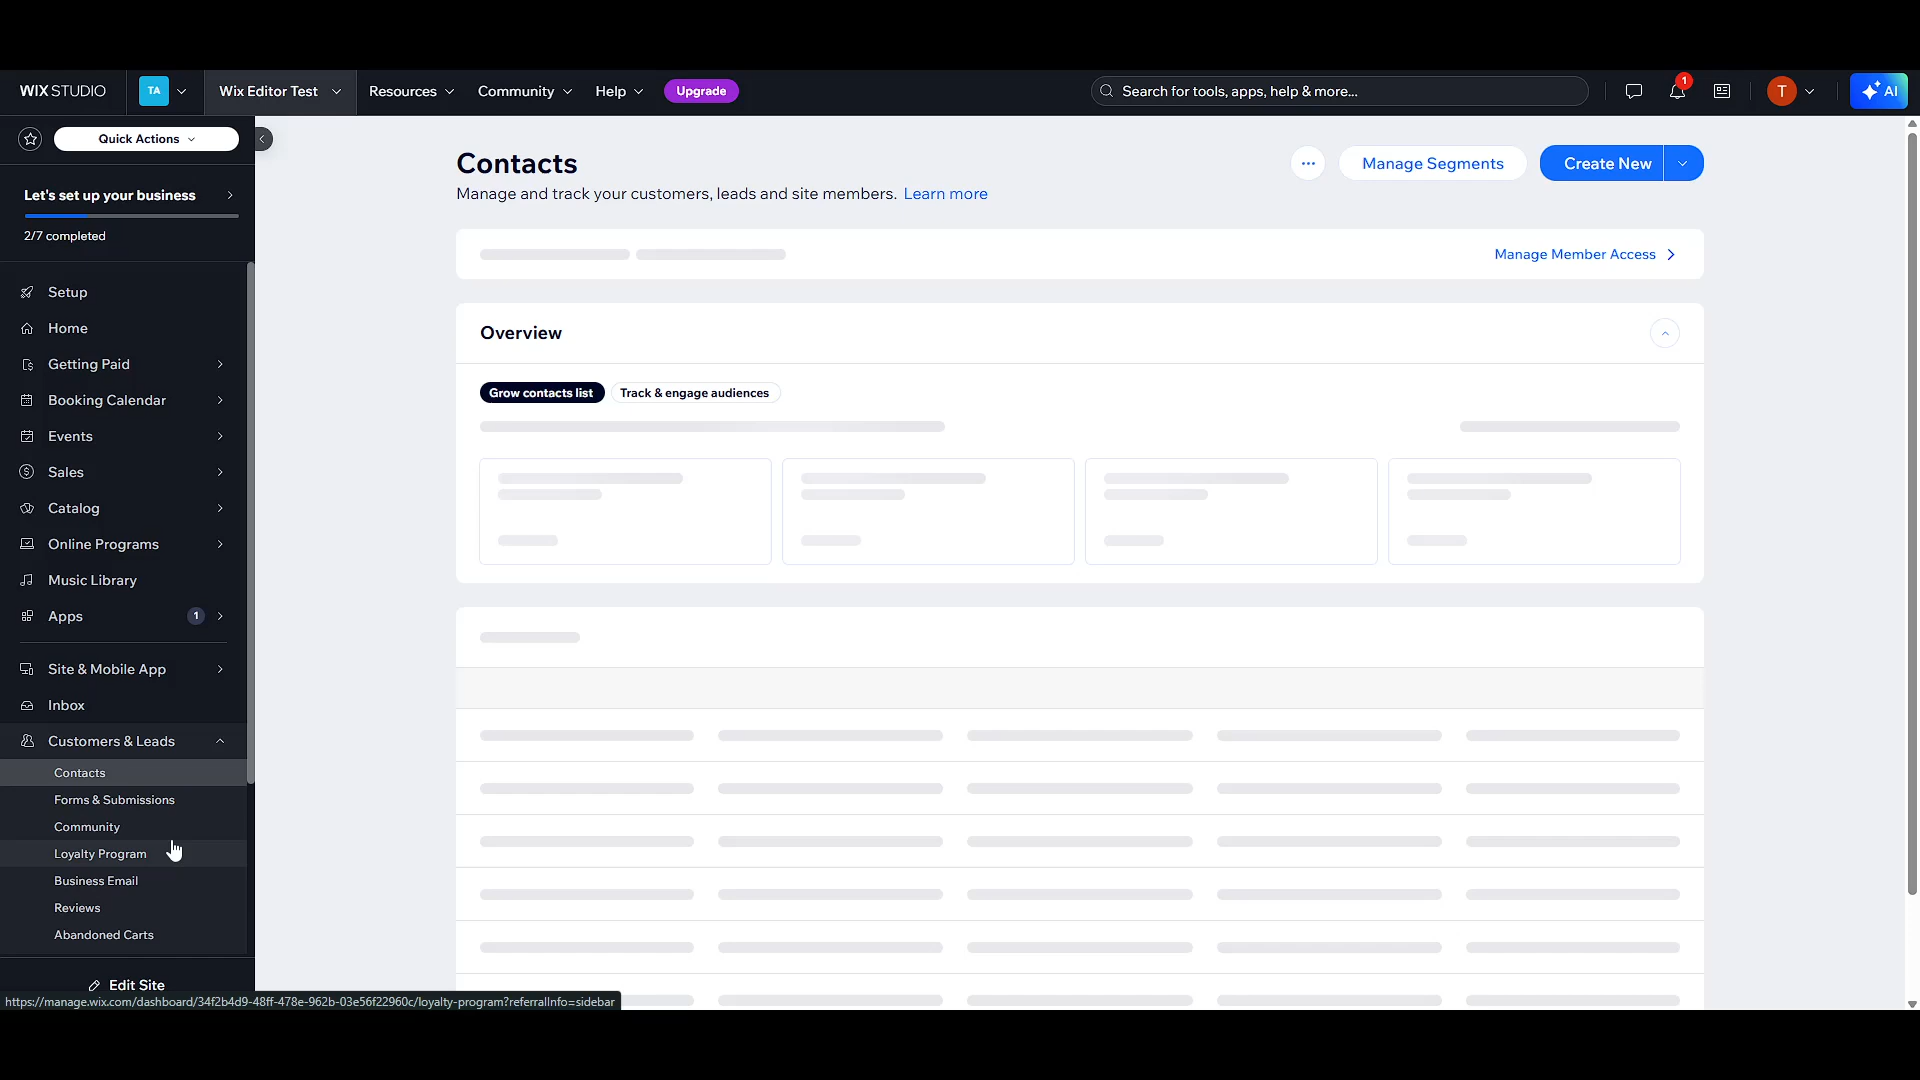 WIX STUDIO
TA
Wix Editor Test
Resources
Community
Help
Upgrade
Search for tools, apps, help & more...
1
T
AI
Quick Actions
Let's set up your business
2/7 completed
Setup
Home
Getting Paid
Booking Calendar
Events
Sales
Catalog
Online Programs
Music Library
Apps
1
Site & Mobile App
Inbox
Customers & Leads
Contacts
Forms & Submissions
Community
Loyalty Program
Business Email
Reviews
Abandoned Carts
Edit Site
https://manage.wix.com/dashboard/34f2b4d9-48ff-478e-962b-03e56f22960c/loyalty-program?referralInfo=sidebar
Contacts
Manage and track your customers, leads and site members. Learn more
Manage Segments
Create New
Manage Member Access
Overview
Grow contacts list
Track & engage audiences